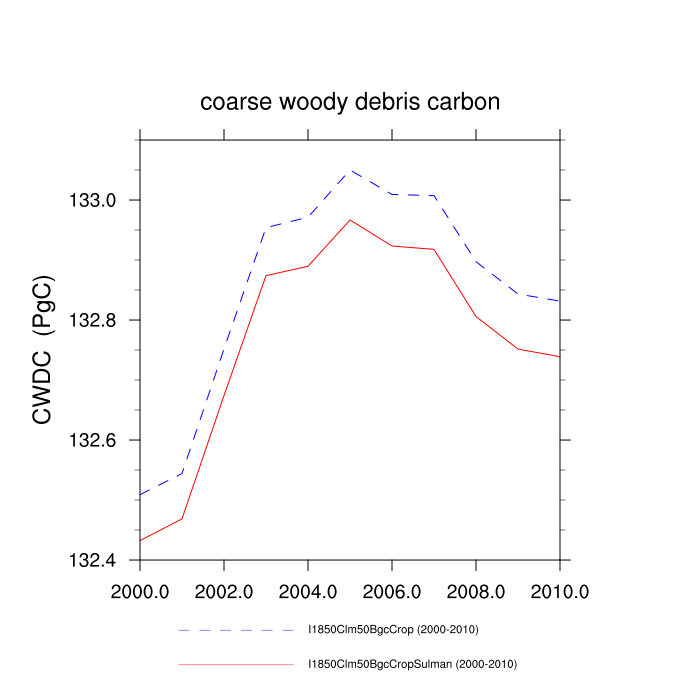 coarse woody debris carbon
CWDC  (PgC)
133.0
132.8
132.6
132.4
2000.0 2002.0 2004.0 2006.0 2008.0 2010.0
I1850Clm50BgcCrop (2000-2010)
I1850Clm50BgcCropSulman (2000-2010)